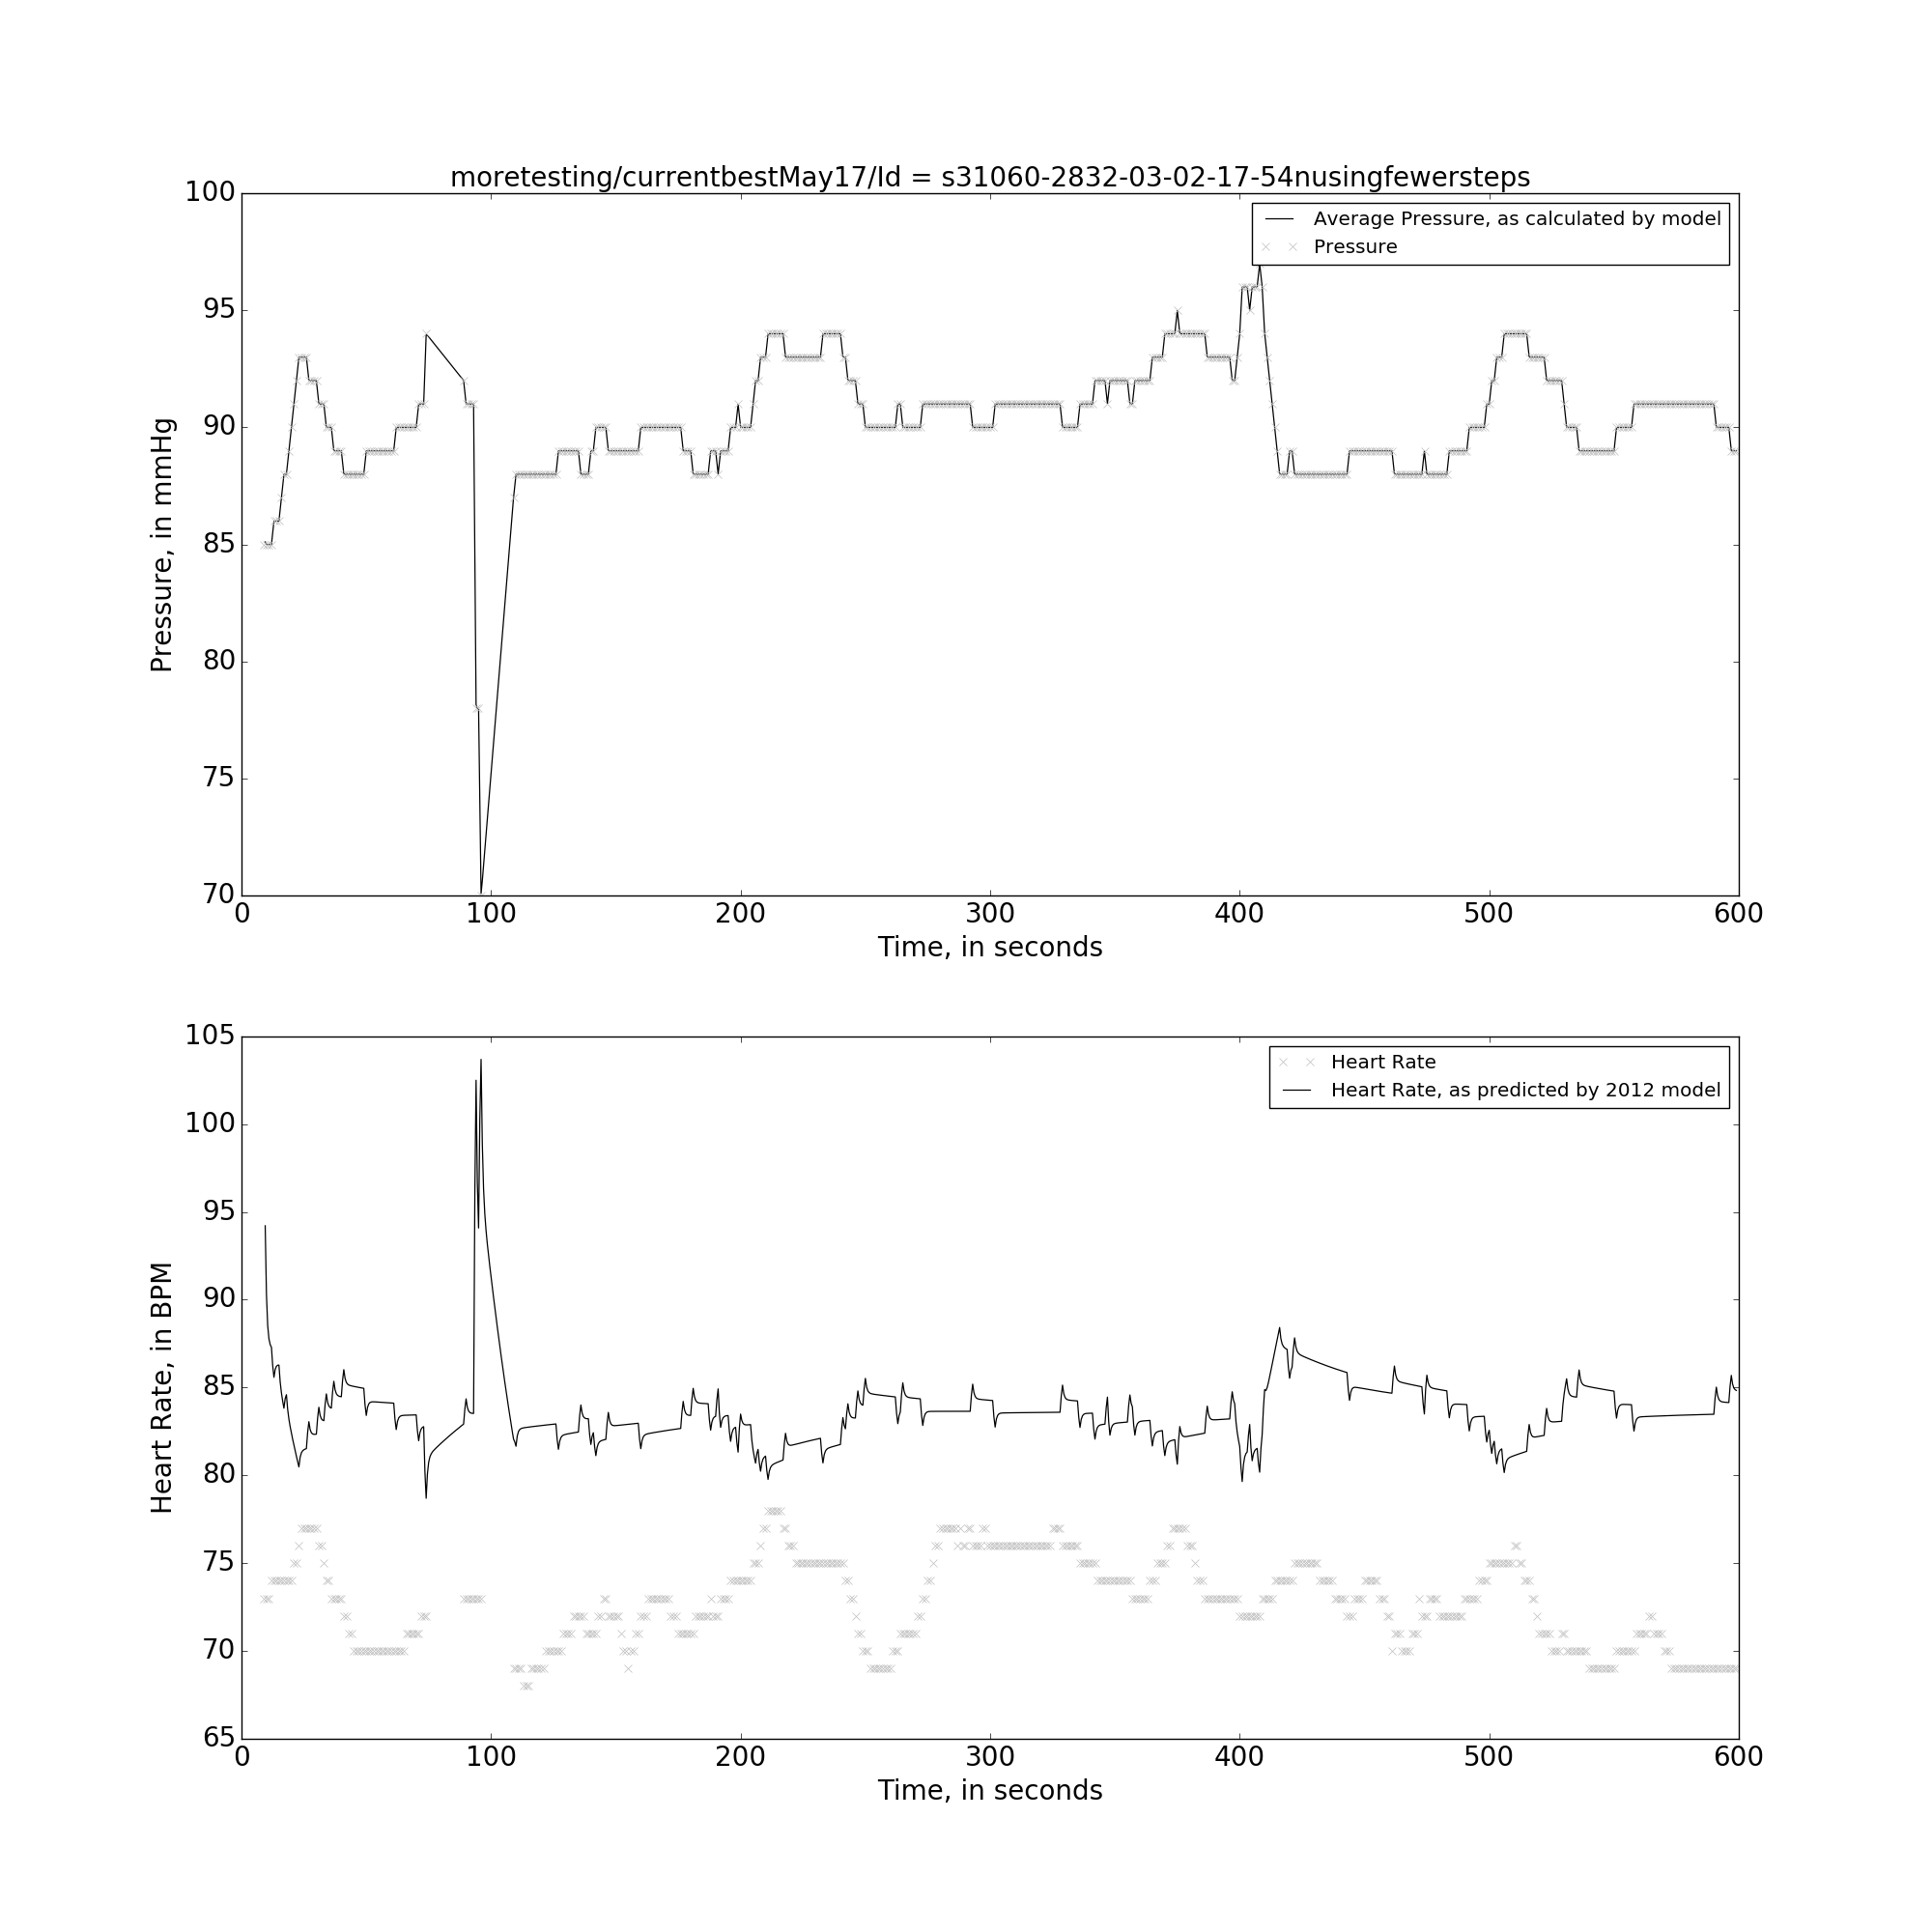 moretesting/currentbestMay17/Id = s31060-2832-03-02-17-54nusingfewersteps
100
95
90
85
80
75
70
Pressure, in mmHg
Average Pressure, as calculated by model
Pressure
0 100 200 300 400 500 600
Time, in seconds
105
100
95
90
85
80
75
70
65
Heart Rate, in BPM
Heart Rate
Heart Rate, as predicted by 2012 model
0 100 200 300 400 500 600
Time, in seconds